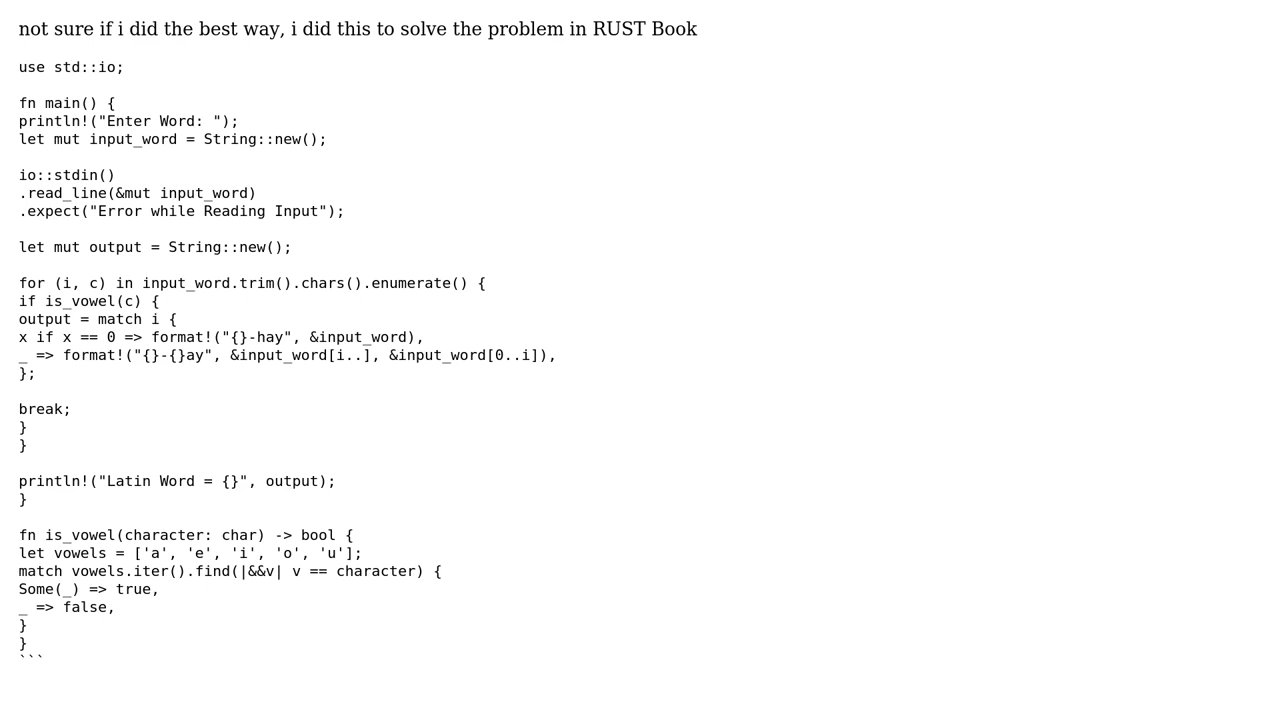 not sure if i did the best way, i did this to solve the problem in RUST Book
use std::io;
fn main() {
println!("Enter Word: ");
let mut input_word = String::new();
io::stdin()
.read_line(&mut input_word)
.expect("Error while Reading Input");
let mut output = String::new();
for (i, c) in input_word.trim().chars().enumerate() {
if is_vowel(c) {
output = match i {
x if x == 0 => format!("{}-hay", &input_word),
_ => format!("{}-{}ay", &input_word[i..], &input_word[0..i]),
};
break;
}
}
println!("Latin Word = {}", output);
}
fn is_vowel(character: char) -> bool {
let vowels = ['a', 'e', 'i', 'o', 'u'];
match vowels.iter().find(|&&v| v == character) {
Some(_) => true,
_ => false,
}
}
```